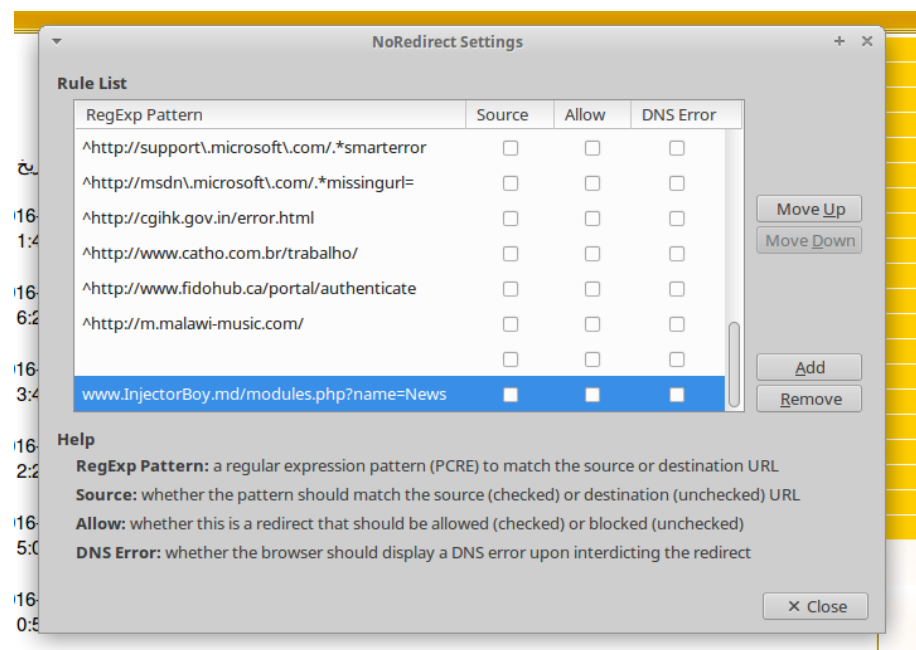 NoRedirect Settings
Rule List
RegExp Pattern Source Allow DNS Error
^http://support\.microsoft\.com/.*smarterror
^http://msdn\.microsoft\.com/.*missingurl=
^http://cgihk.gov.in/error.html
^http://www.catho.com.br/trabalho/
^http://www.fidohub.ca/portal/authenticate
^http://m.malawi-music.com/
www.InjectorBoy.md/modules.php?name=News
Move Up
Move Down
Add
Remove
Help
RegExp Pattern: a regular expression pattern (PCRE) to match the source or destination URL
Source: whether the pattern should match the source (checked) or destination (unchecked) URL
Allow: whether this is a redirect that should be allowed (checked) or blocked (unchecked)
DNS Error: whether the browser should display a DNS error upon interdicting the redirect
Close